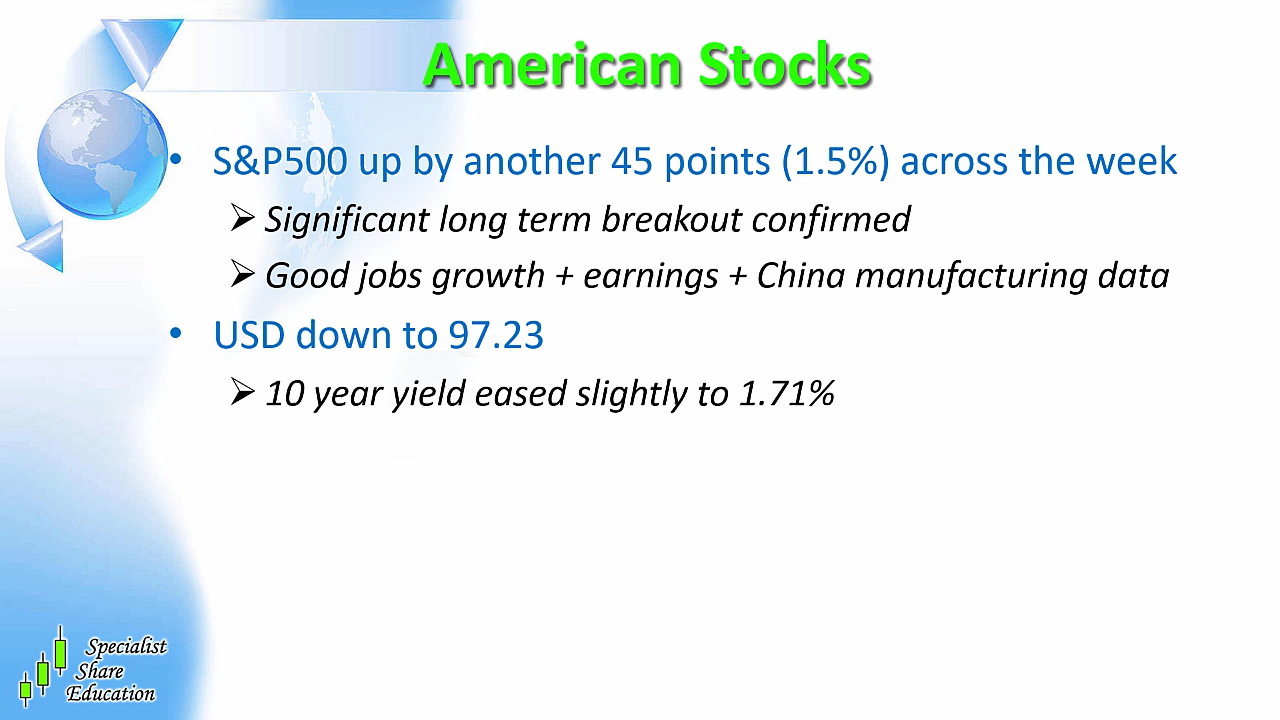 American Stocks
• S&P500 up by another 45 points (1.5%) across the week
➢ Significant long term breakout confirmed
➢ Good jobs growth + earnings + China manufacturing data
• USD down to 97.23
➢ 10 year yield eased slightly to 1.71%
Specialist
Share
Education